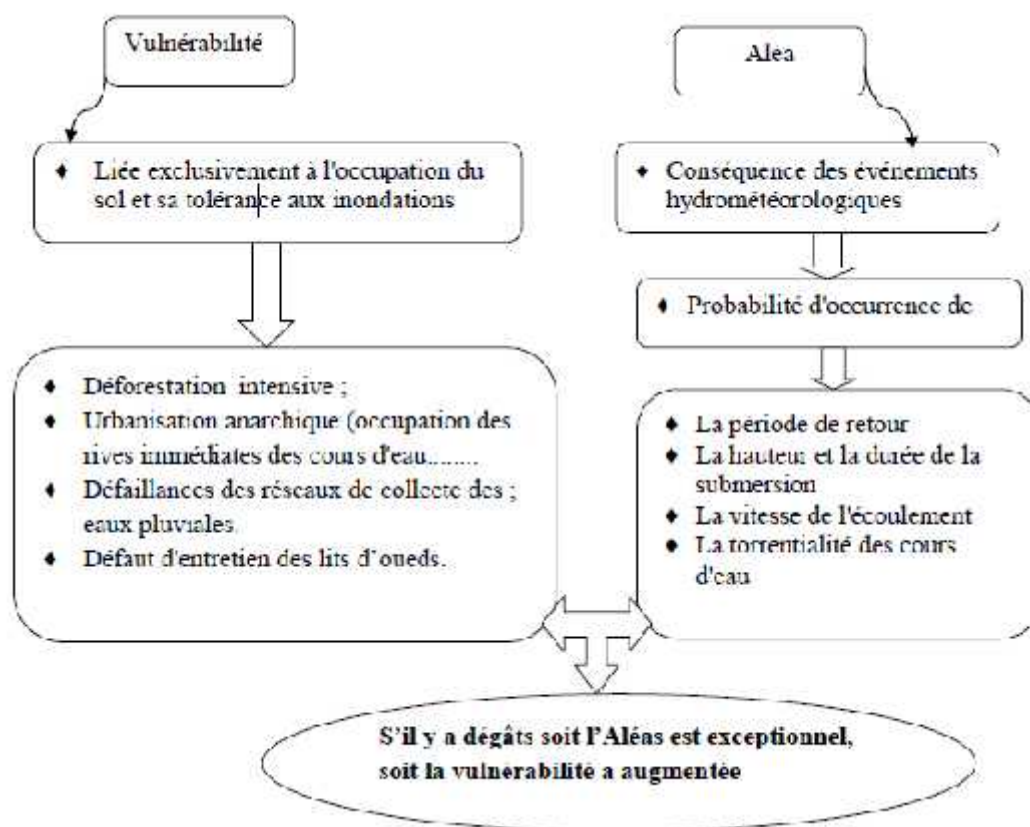 Vulnérabilité
Alea
♦ Liée exclusivement à l'occupation du
sol et sa tolérance aux inondations
♦ Conséquence des événements
hydrométéorologiques
♦ Probabilité d'occurrence de
♦ Déforestation intensive ;
♦ Urbanisation anarchique (occupation des
rives immédiates des cours d'eau........
♦ Défaillances des réseaux de collecte des ;
eaux pluviales.
♦ Défaut d'entretien des lits d'oueds.
♦ La période de retour
♦ La hauteur et la durée de la
submersion
♦ La vitesse de l'écoulement
♦ La torrentialité des cours
d'eau
S'il y a dégâts soit l'Aléas est exceptionnel,
soit la vulnérabilité a augmentée